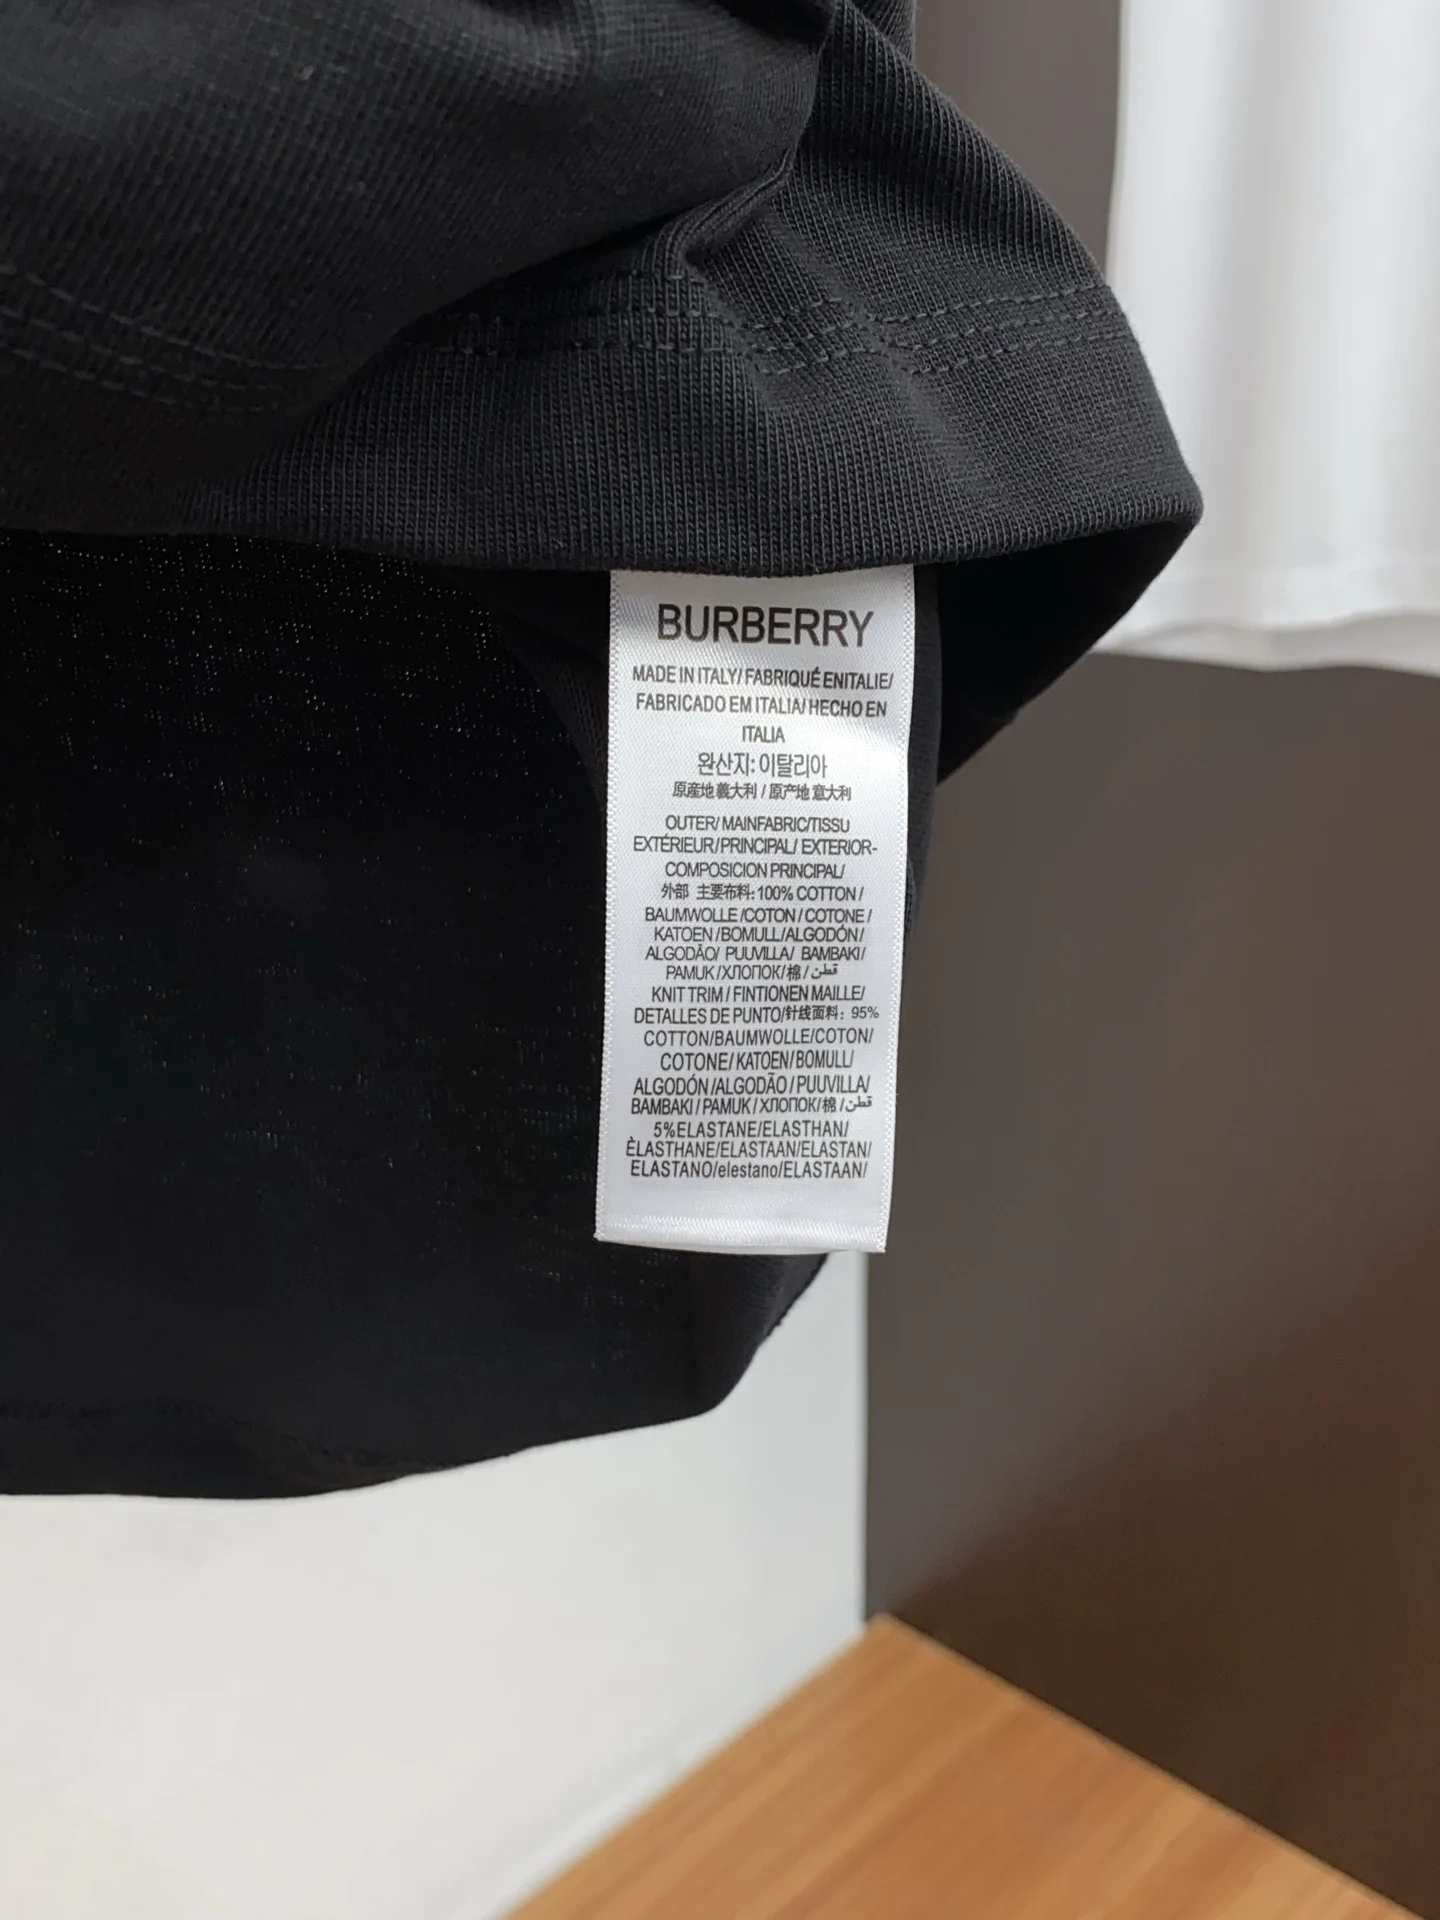 BURBERRY
MADE IN ITALY/ FABRIQUÉ ENITALIE/
FABRICADO EM ITALIA/ HECHO EN
ITALIA
완산지: 이탈리아
原産地 義大利 / 原产地 意大利
OUTER/ MAINFABRIC/TISSU
EXTÉRIEUR/PRINCIPAL/ EXTERIOR-
COMPOSICION PRINCIPAL/
外部 主要布料: 100% COTTON /
BAUMWOLLE /COTON / COTONE /
KATOEN /BOMULL/ALGODÓN/
ALGODÃO/ PUUVILLA/ BAMBAKI/
PAMUK /ХЛОПОК/棉 / قطن
KNIT TRIM / FINTIONEN MAILLE/
DETALLES DE PUNTO/针线面料: 95%
COTTON/BAUMWOLLE/COTON/
COTONE/ KATOEN/ BOMULL/
ALGODÓN /ALGODÃO / PUUVILLA/
BAMBAKI / PAMUK / ХЛОПОК/棉 /قطن
5%ELASTANE/ELASTHAN/
ÈLASTHANE/ELASTAAN/ELASTAN/
ELASTANO/elestano/ELASTAAN/